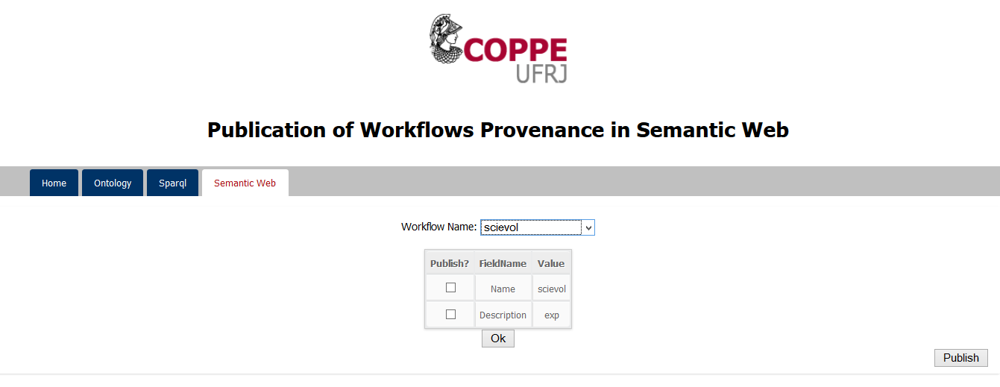 COPPE
UFRJ
Publication of Workflows Provenance in Semantic Web
Home Ontology Sparql Semantic Web
Workflow Name: scievol
Publish? FieldName Value
Name scievol
Description exp
Ok
Publish